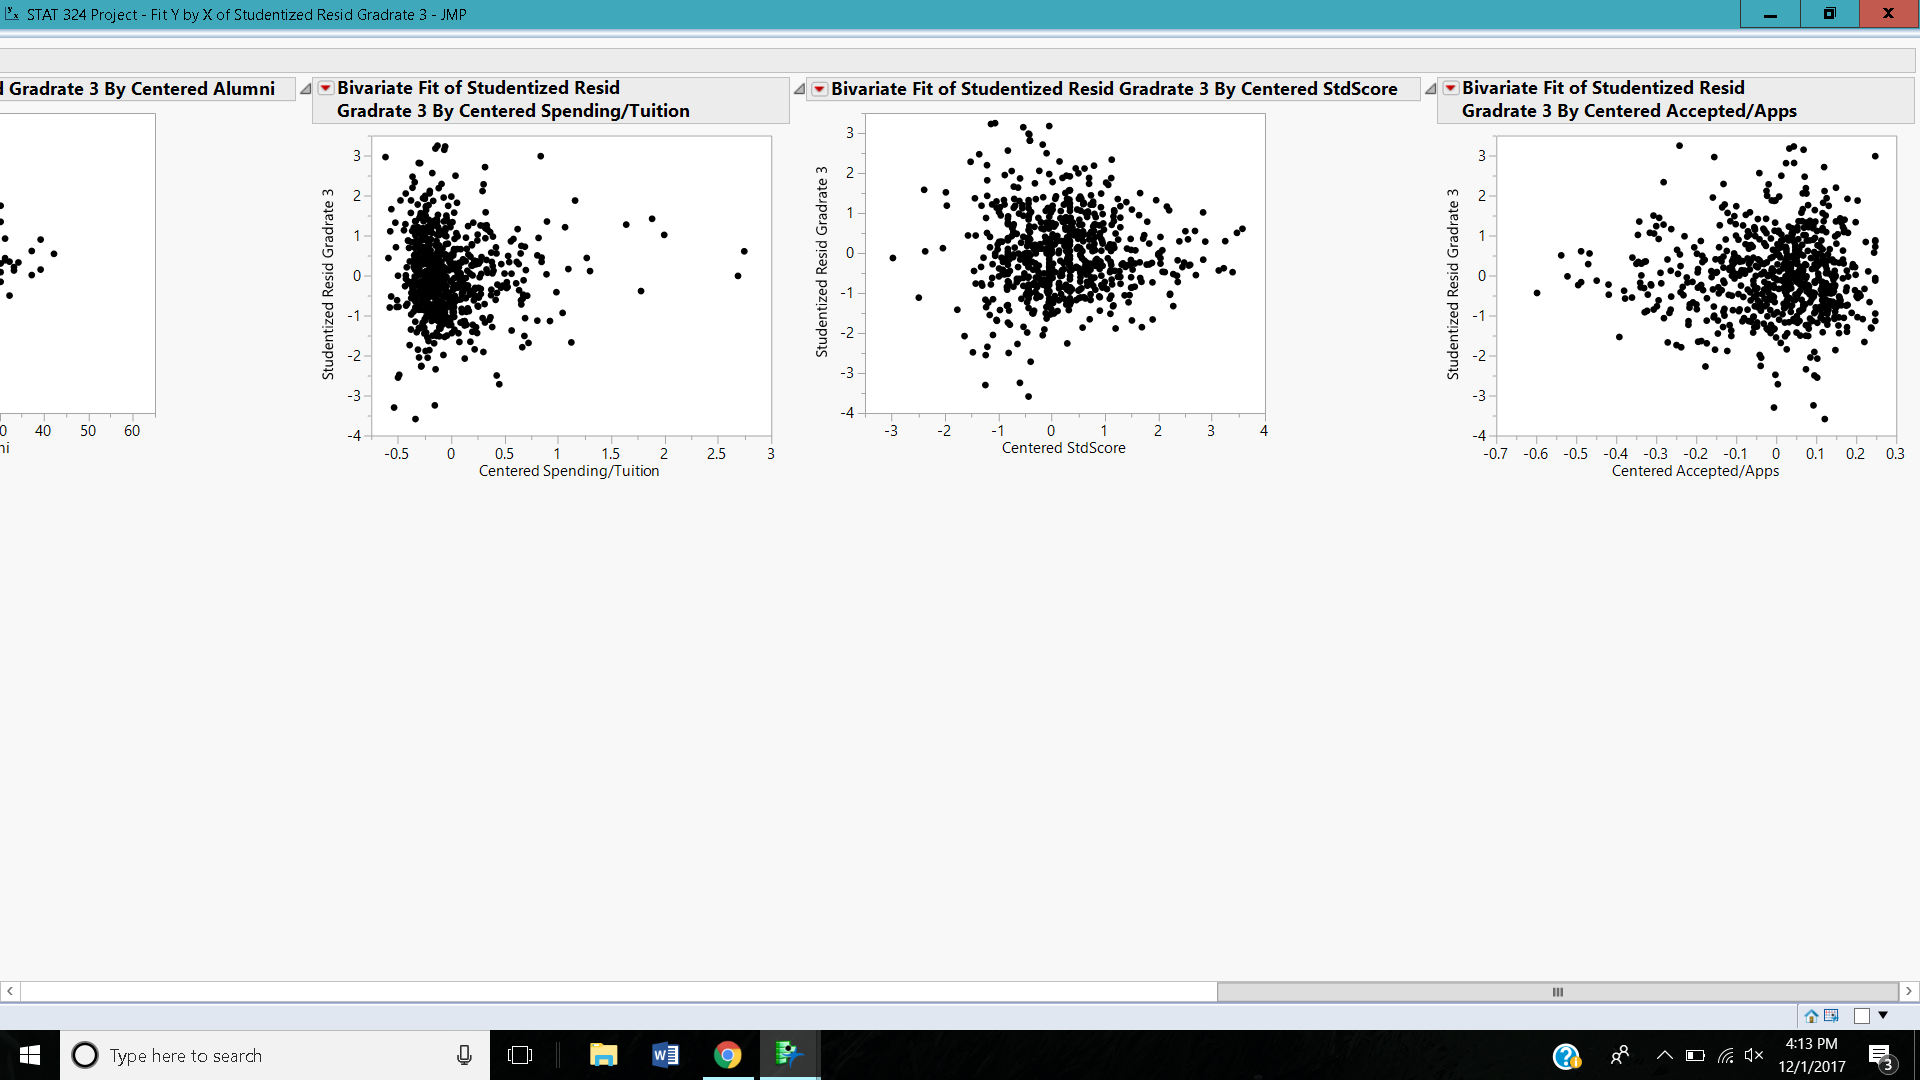 STAT 324 Project - Fit Y by X of Studentized Resid Gradrate 3 - JMP
d Gradrate 3 By Centered Alumni
40 50 60
Bivariate Fit of Studentized Resid
Gradrate 3 By Centered Spending/Tuition
Studentized Resid Gradrate 3
3
2
1
0
-1
-2
-3
-4
-0.5 0 0.5 1 1.5 2 2.5 3
Centered Spending/Tuition
Bivariate Fit of Studentized Resid Gradrate 3 By Centered StdScore
Studentized Resid Gradrate 3
3
2
1
0
-1
-2
-3
-4
-3 -2 -1 0 1 2 3 4
Centered StdScore
Bivariate Fit of Studentized Resid
Gradrate 3 By Centered Accepted/Apps
Studentized Resid Gradrate 3
3
2
1
0
-1
-2
-3
-4
-0.7 -0.6 -0.5 -0.4 -0.3 -0.2 -0.1 0 0.1 0.2 0.3
Centered Accepted/Apps
Type here to search
4:13 PM
12/1/2017
3